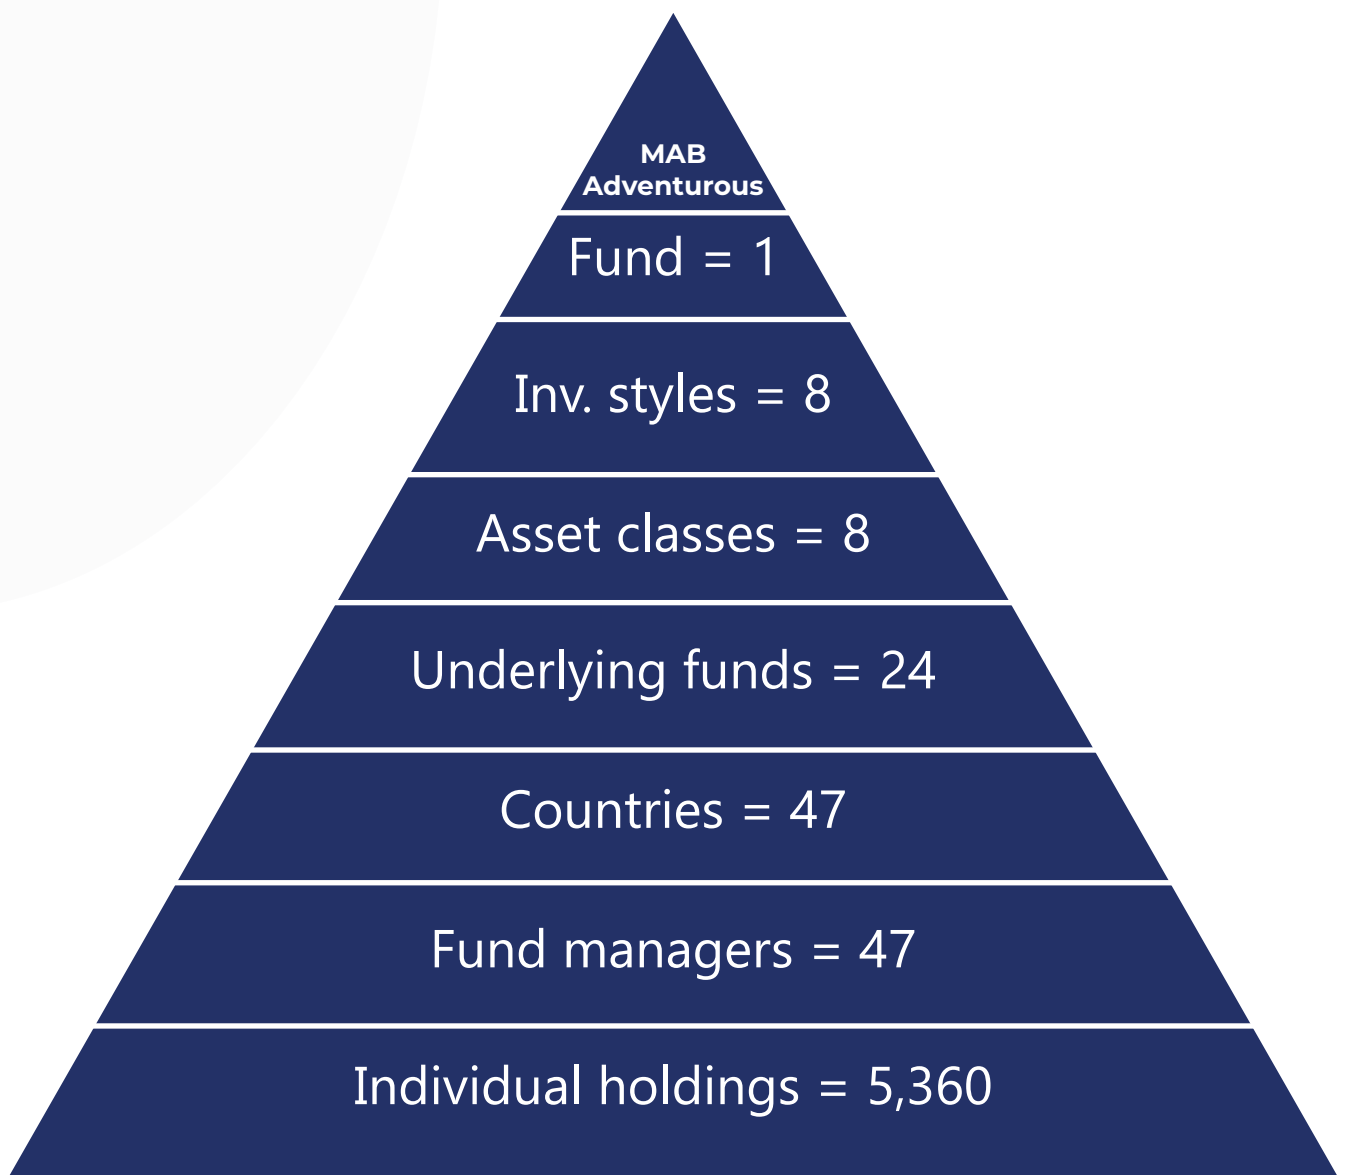 MAB
Adventurous
Fund = 1
Inv. styles = 8
Asset classes = 8
Underlying funds = 24
Countries = 47
Fund managers = 47
Individual holdings = 5,360